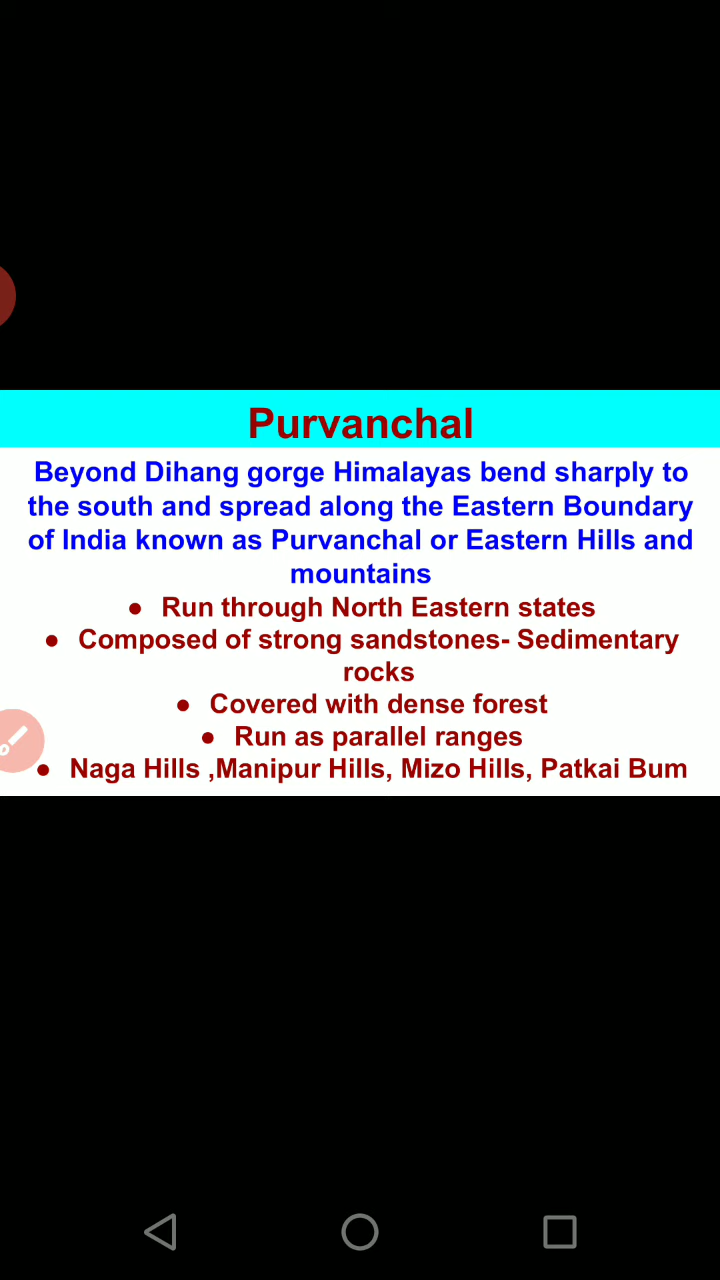 Purvanchal
Beyond Dihang gorge Himalayas bend sharply to
the south and spread along the Eastern Boundary
of India known as Purvanchal or Eastern Hills and
mountains
● Run through North Eastern states
● Composed of strong sandstones- Sedimentary
rocks
● Covered with dense forest
● Run as parallel ranges
● Naga Hills ,Manipur Hills, Mizo Hills, Patkai Bum